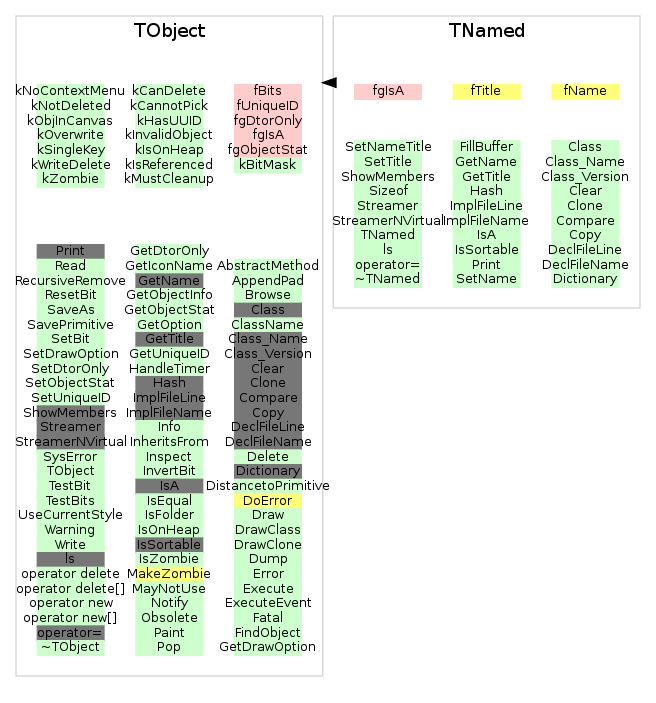 TObject
kNoContextMenu
kNotDeleted
kObjInCanvas
kOverwrite
kSingleKey
kWriteDelete
kZombie
kCanDelete
kCannotPick
kHasUUID
kInvalidObject
kIsOnHeap
kIsReferenced
kMustCleanup
fBits
fUniqueID
fgDtorOnly
fgIsA
fgObjectStat
kBitMask
Print
Read
RecursiveRemove
ResetBit
SaveAs
SavePrimitive
SetBit
SetDrawOption
SetDtorOnly
SetObjectStat
SetUniqueID
ShowMembers
Streamer
StreamerNVirtual
SysError
TObject
TestBit
TestBits
UseCurrentStyle
Warning
Write
ls
operator delete
operator delete[]
operator new
operator new[]
operator=
~TObject
GetDtorOnly
GetIconName
GetName
GetObjectInfo
GetObjectStat
GetOption
GetTitle
GetUniqueID
HandleTimer
Hash
ImplFileLine
ImplFileName
Info
InheritsFrom
Inspect
InvertBit
IsA
IsEqual
IsFolder
IsOnHeap
IsSortable
IsZombie
MakeZombie
MayNotUse
Notify
Obsolete
Paint
Pop
AbstractMethod
AppendPad
Browse
Class
ClassName
Class_Name
Class_Version
Clear
Clone
Compare
Copy
DeclFileLine
DeclFileName
Delete
Dictionary
DistancetoPrimitive
DoError
Draw
DrawClass
DrawClone
Dump
Error
Execute
ExecuteEvent
Fatal
FindObject
GetDrawOption
TNamed
fgIsA
fTitle
fName
SetNameTitle
SetTitle
ShowMembers
Sizeof
Streamer
StreamerNVirtual
TNamed
ls
operator=
~TNamed
FillBuffer
GetName
GetTitle
Hash
ImplFileLine
ImplFileName
IsA
IsSortable
Print
SetName
Class
Class_Name
Class_Version
Clear
Clone
Compare
Copy
DeclFileLine
DeclFileName
Dictionary